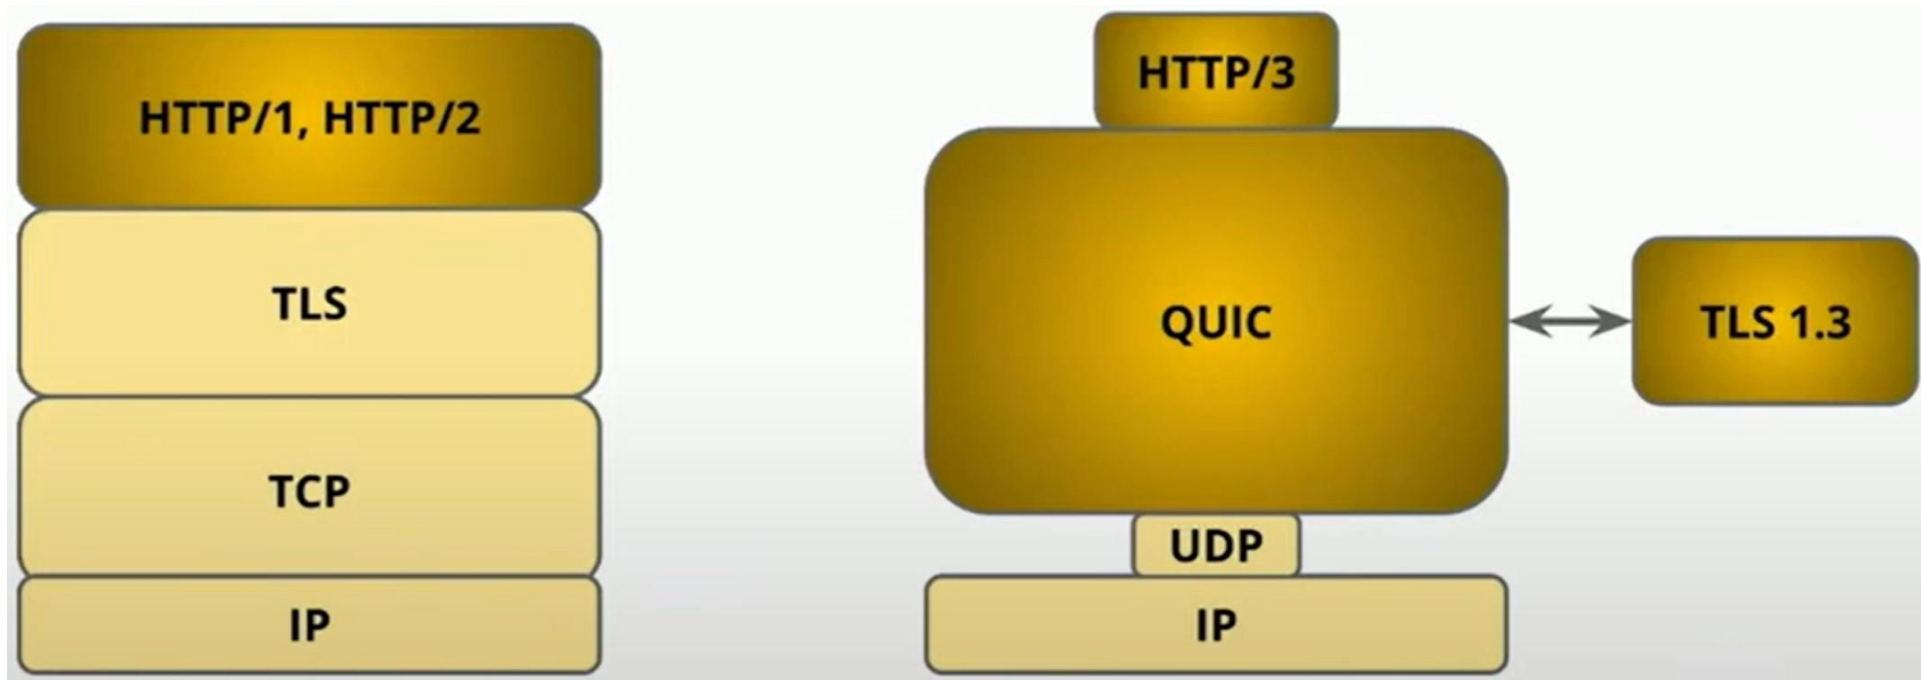 HTTP/1, HTTP/2
TLS
TCP
IP
HTTP/3
QUIC
TLS 1.3
UDP
IP